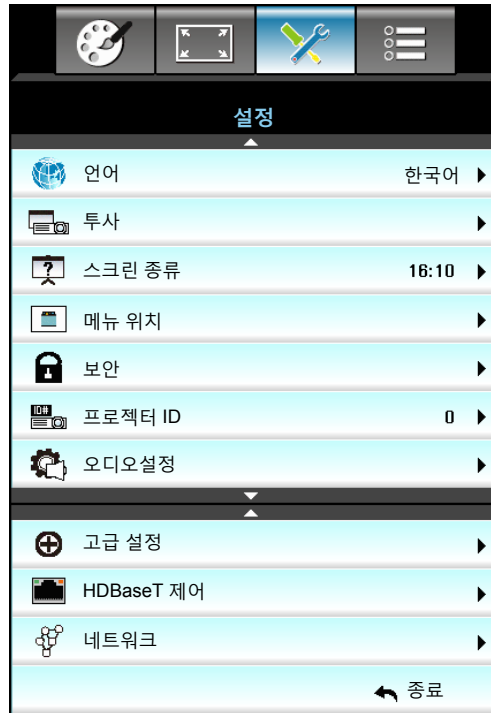 설정
언어 한국어
투사
스크린 종류 16:10
메뉴 위치
보안
ID# 프로젝터 ID 0
오디오설정
고급 설정
HDBaseT 제어
네트워크
종료